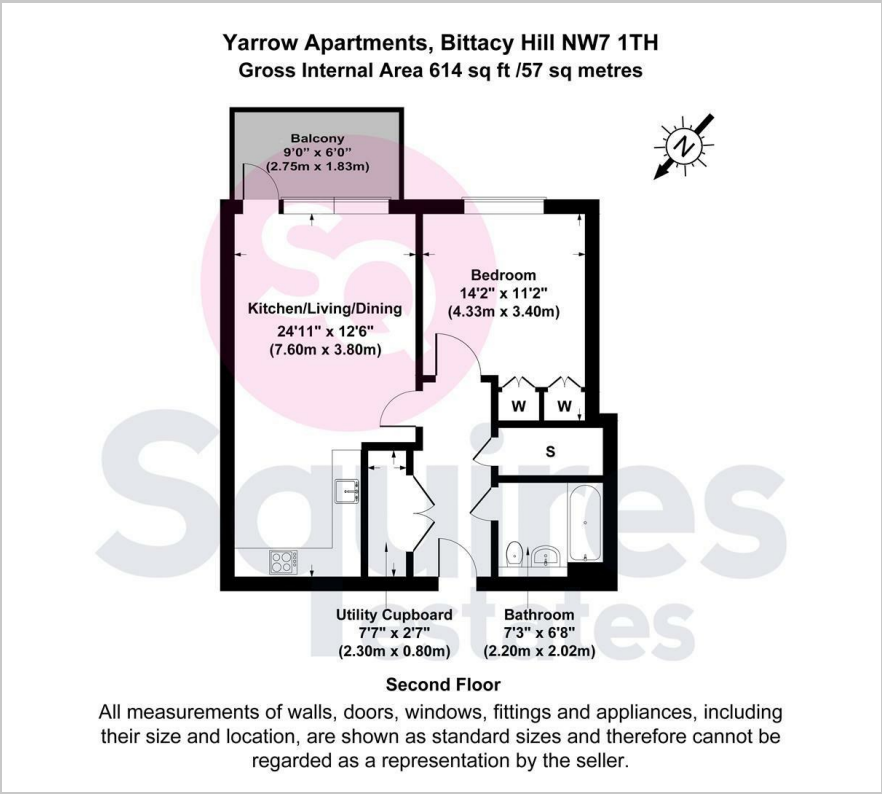 Yarrow Apartments, Bittacy Hill NW7 1TH
Gross Internal Area 614 sq ft /57 sq metres
Balcony
9'0" x 6'0"
(2.75m x 1.83m)
N
SQ
Bedroom
14'2" x 11'2"
(4.33m x 3.40m)
Kitchen/Living/Dining
24'11" x 12'6"
(7.60m x 3.80m)
W
W
S
Squires
estates
Utility Cupboard
7'7" x 2'7"
(2.30m x 0.80m)
Bathroom
7'3" x 6'8"
(2.20m x 2.02m)
Second Floor
All measurements of walls, doors, windows, fittings and appliances, including
their size and location, are shown as standard sizes and therefore cannot be
regarded as a representation by the seller.